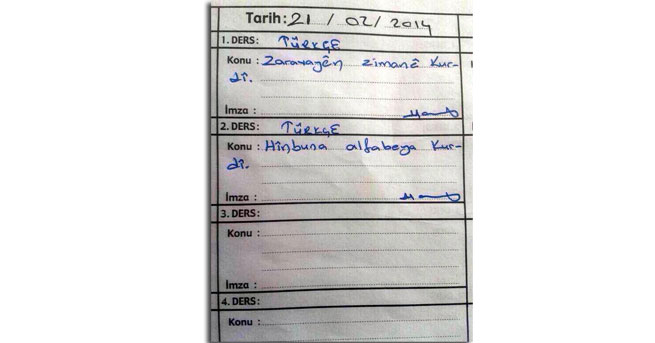 Tarih: 21 / 02 / 2014
1. DERS: TÜRKÇE
Konu : Zaravayên zimanê Kur-
dî.
İmza :
2. DERS: TÜRKÇE
Konu : Hînbuna alfabeya Kur-
dî.
İmza :
3. DERS:
Konu :
İmza :
4. DERS:
Konu :